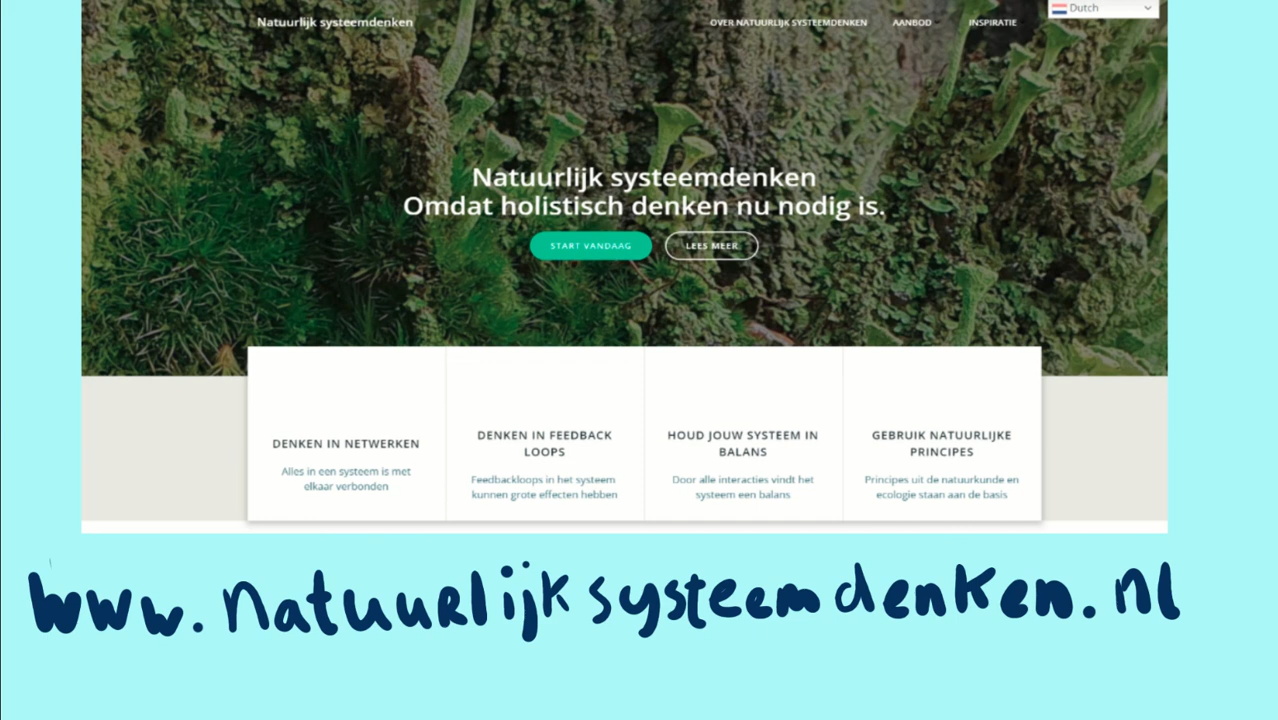 Natuurlijk systeemdenken
OVER NATUURLIJK SYSTEEMDENKEN AANBOD INSPIRATIE
Dutch
Natuurlijk systeemdenken
Omdat holistisch denken nu nodig is.
START VANDAAG LEES MEER
DENKEN IN NETWERKEN
Alles in een systeem is met
elkaar verbonden
DENKEN IN FEEDBACK
LOOPS
Feedbackloops in het systeem
kunnen grote effecten hebben
HOUD JOUW SYSTEEM IN
BALANS
Door alle interacties vindt het
systeem een balans
GEBRUIK NATUURLIJKE
PRINCIPES
Principes uit de natuurkunde en
ecologie staan aan de basis
www.natuurlijksysteemdenken.nl